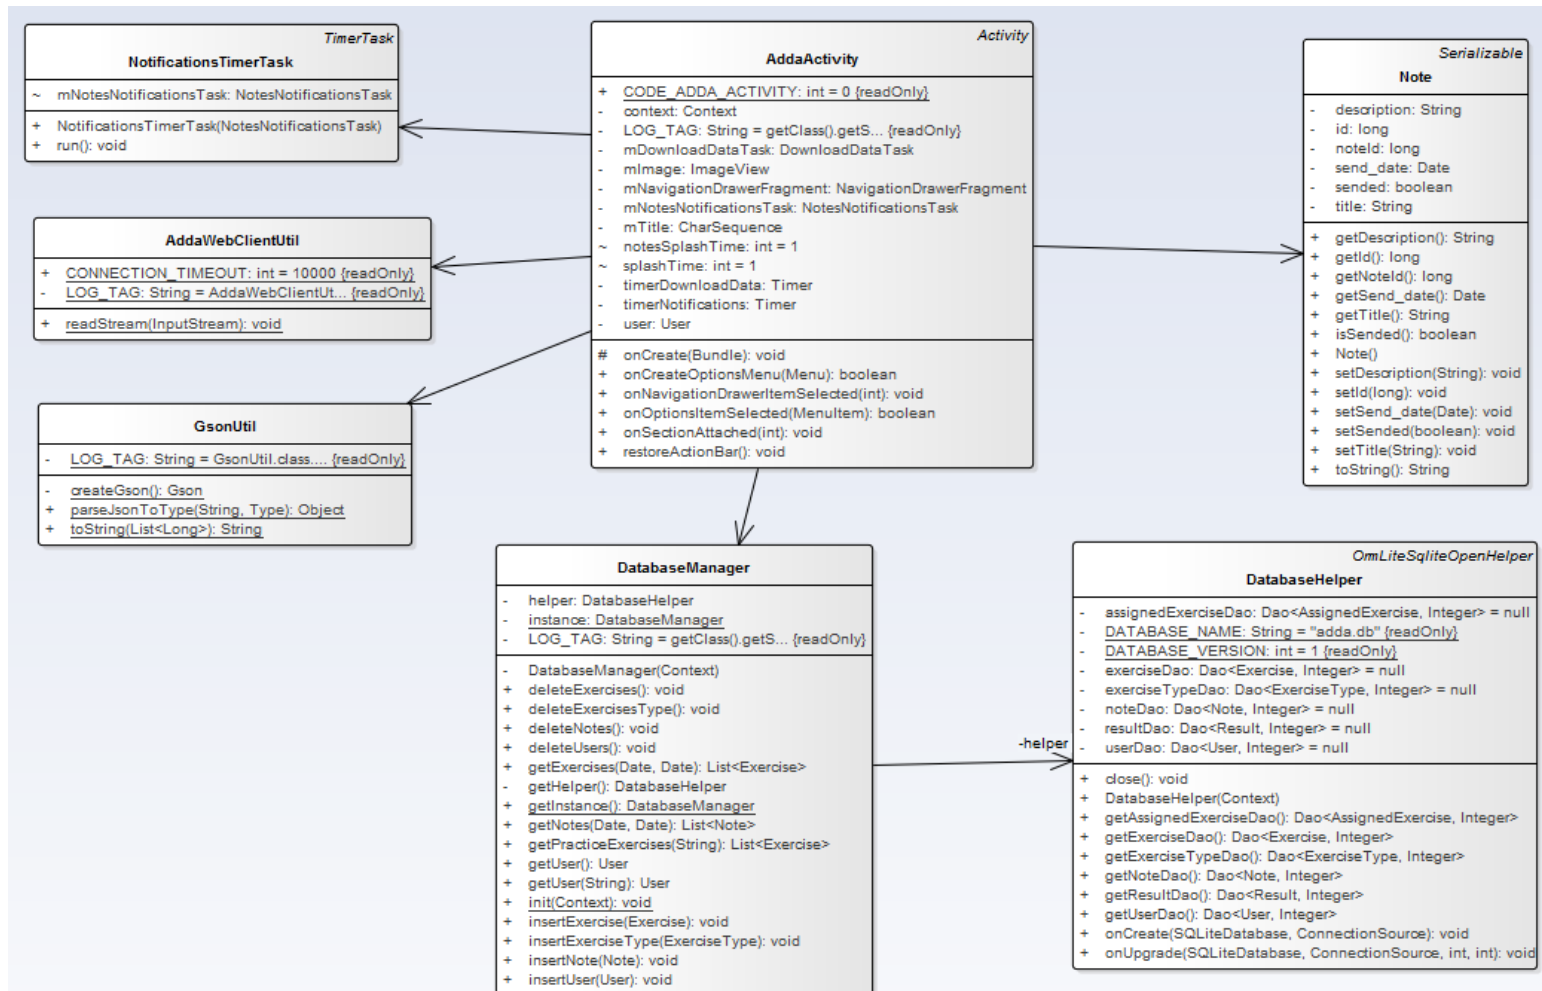 TimerTask
NotificationsTimerTask
~ mNotesNotificationsTask: NotesNotificationsTask
+ NotificationsTimerTask(NotesNotificationsTask)
+ run(): void
AddaWebClientUtil
+ CONNECTION_TIMEOUT: int = 10000 {readOnly}
- LOG_TAG: String = AddaWebClientUt... {readOnly}
+ readStream(InputStream): void
GsonUtil
- LOG_TAG: String = GsonUtil.class.... {readOnly}
- createGson(): Gson
+ parseJsonToType(String, Type): Object
+ toString(List<Long>): String
Activity
AddaActivity
+ CODE_ADDA_ACTIVITY: int = 0 {readOnly}
- context: Context
- LOG_TAG: String = getClass().getS... {readOnly}
- mDownloadDataTask: DownloadDataTask
- mImage: ImageView
- mNavigationDrawerFragment: NavigationDrawerFragment
- mNotesNotificationsTask: NotesNotificationsTask
- mTitle: CharSequence
~ notesSplashTime: int = 1
~ splashTime: int = 1
- timerDownloadData: Timer
- timerNotifications: Timer
- user: User
# onCreate(Bundle): void
+ onCreateOptionsMenu(Menu): boolean
+ onNavigationDrawerItemSelected(int): void
+ onOptionsItemSelected(MenuItem): boolean
+ onSectionAttached(int): void
+ restoreActionBar(): void
Serializable
Note
- description: String
- id: long
- noteId: long
- send_date: Date
- sended: boolean
- title: String
+ getDescription(): String
+ getId(): long
+ getNoteId(): long
+ getSend_date(): Date
+ getTitle(): String
+ isSended(): boolean
+ Note()
+ setDescription(String): void
+ setId(long): void
+ setSend_date(Date): void
+ setSended(boolean): void
+ setTitle(String): void
+ toString(): String
DatabaseManager
- helper: DatabaseHelper
- instance: DatabaseManager
- LOG_TAG: String = getClass().getS... {readOnly}
- DatabaseManager(Context)
+ deleteExercises(): void
+ deleteExercisesType(): void
+ deleteNotes(): void
+ deleteUsers(): void
+ getExercises(Date, Date): List<Exercise>
- getHelper(): DatabaseHelper
+ getInstance(): DatabaseManager
+ getNotes(Date, Date): List<Note>
+ getPracticeExercises(String): List<Exercise>
+ getUser(): User
+ getUser(String): User
+ init(Context): void
+ insertExercise(Exercise): void
+ insertExerciseType(ExerciseType): void
+ insertNote(Note): void
+ insertUser(User): void
-helper
OrmLiteSqliteOpenHelper
DatabaseHelper
- assignedExerciseDao: Dao<AssignedExercise, Integer> = null
- DATABASE_NAME: String = "adda.db" {readOnly}
- DATABASE_VERSION: int = 1 {readOnly}
- exerciseDao: Dao<Exercise, Integer> = null
- exerciseTypeDao: Dao<ExerciseType, Integer> = null
- noteDao: Dao<Note, Integer> = null
- resultDao: Dao<Result, Integer> = null
- userDao: Dao<User, Integer> = null
+ close(): void
+ DatabaseHelper(Context)
+ getAssignedExerciseDao(): Dao<AssignedExercise, Integer>
+ getExerciseDao(): Dao<Exercise, Integer>
+ getExerciseTypeDao(): Dao<ExerciseType, Integer>
+ getNoteDao(): Dao<Note, Integer>
+ getResultDao(): Dao<Result, Integer>
+ getUserDao(): Dao<User, Integer>
+ onCreate(SQLiteDatabase, ConnectionSource): void
+ onUpgrade(SQLiteDatabase, ConnectionSource, int, int): void